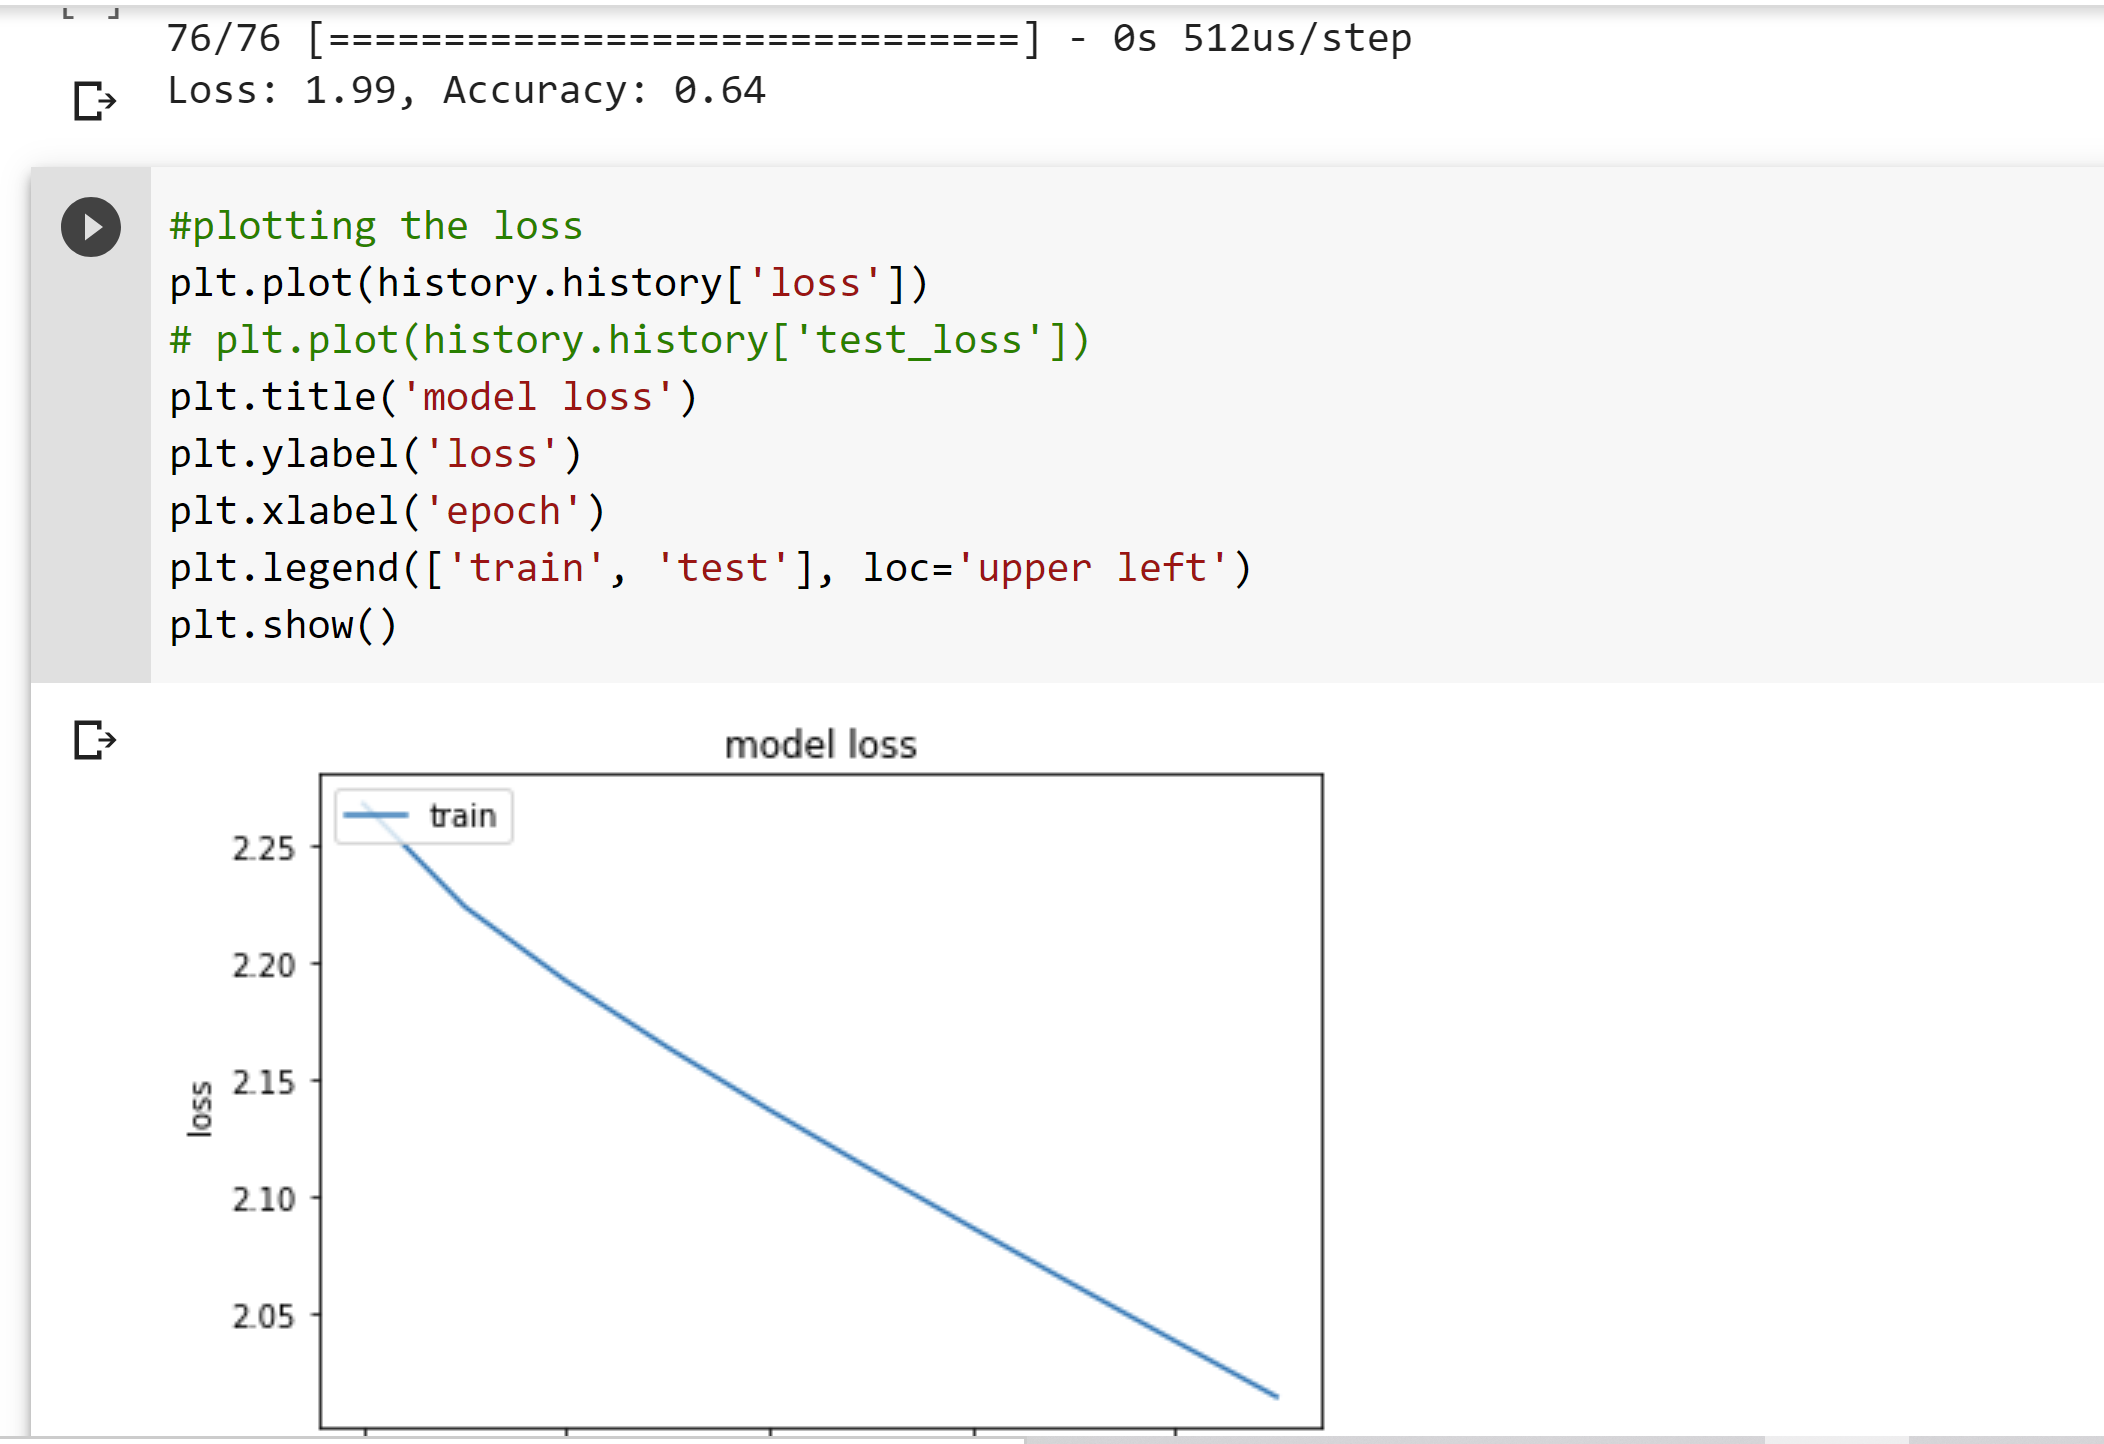 [ ]
76/76 [==============================] - 0s 512us/step
Loss: 1.99, Accuracy: 0.64
#plotting the loss
plt.plot(history.history['loss'])
# plt.plot(history.history['test_loss'])
plt.title('model loss')
plt.ylabel('loss')
plt.xlabel('epoch')
plt.legend(['train', 'test'], loc='upper left')
plt.show()
model loss
train
2.25
2.20
2.15
2.10
2.05
loss